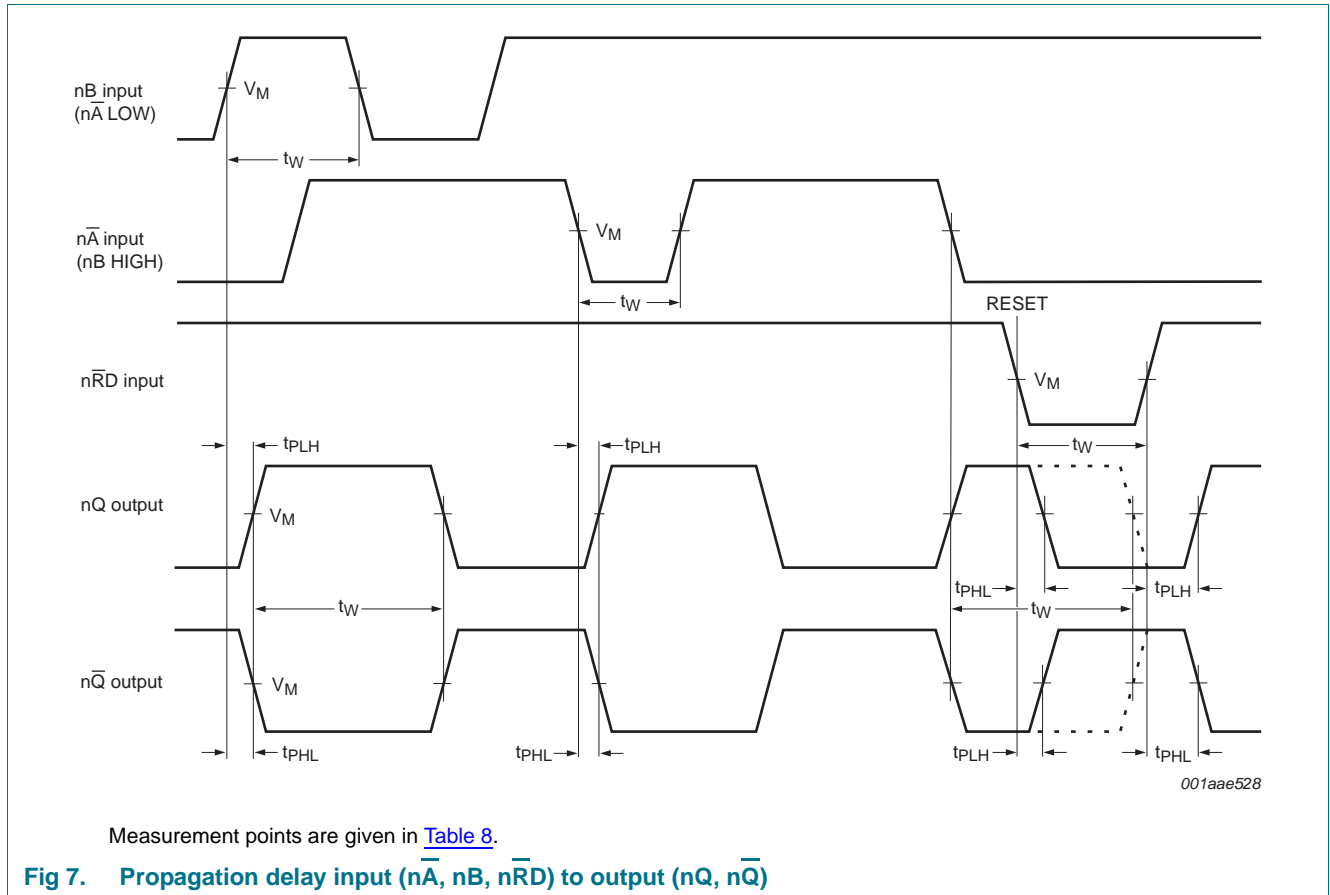 nB input
(nA̅ LOW)
VM
tW
nA̅ input
(nB HIGH)
VM
tW
RESET
nR̅D input
VM
tW
tPLH
tPLH
nQ output
VM
tPHL
tPLH
tW
tW
nQ̅ output
VM
tPHL
tPHL
tPLH
tPHL
001aae528
Measurement points are given in Table 8.
Fig 7. Propagation delay input (nA̅, nB, nR̅D) to output (nQ, nQ̅)